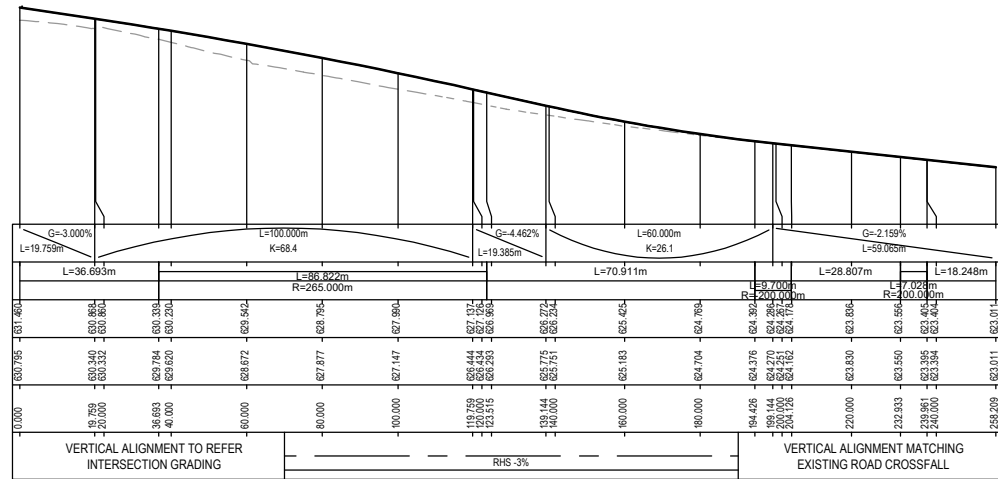 G=-3.000%
L=19.759m
L=100.000m
K=68.4
G=-4.462%
L=19.385m
L=60.000m
K=26.1
G=-2.159%
L=59.065m
L=36.693m
L=86.822m
R=265.000m
L=70.911m
L=9.700m
R=-200.000m
L=28.807m
L=7.028m
R=200.000m
L=18.248m
631.460 630.868 630.860 630.339 630.230 629.542 628.795 627.990 627.137 627.126 626.969 626.272 626.234 625.425 624.769 624.392 624.286 624.267 624.178 623.836 623.556 623.405 623.404 623.011
630.795 630.340 630.332 629.784 629.620 628.672 627.877 627.147 626.444 626.434 626.293 625.775 625.751 625.183 624.704 624.376 624.270 624.251 624.162 623.830 623.550 623.395 623.394 623.011
0.000 19.759 20.000 36.693 40.000 60.000 80.000 100.000 119.759 120.000 123.515 139.144 140.000 160.000 180.000 194.426 199.144 200.000 204.126 220.000 232.933 239.961 240.000 258.209
VERTICAL ALIGNMENT TO REFER
INTERSECTION GRADING
RHS -3%
VERTICAL ALIGNMENT MATCHING
EXISTING ROAD CROSSFALL